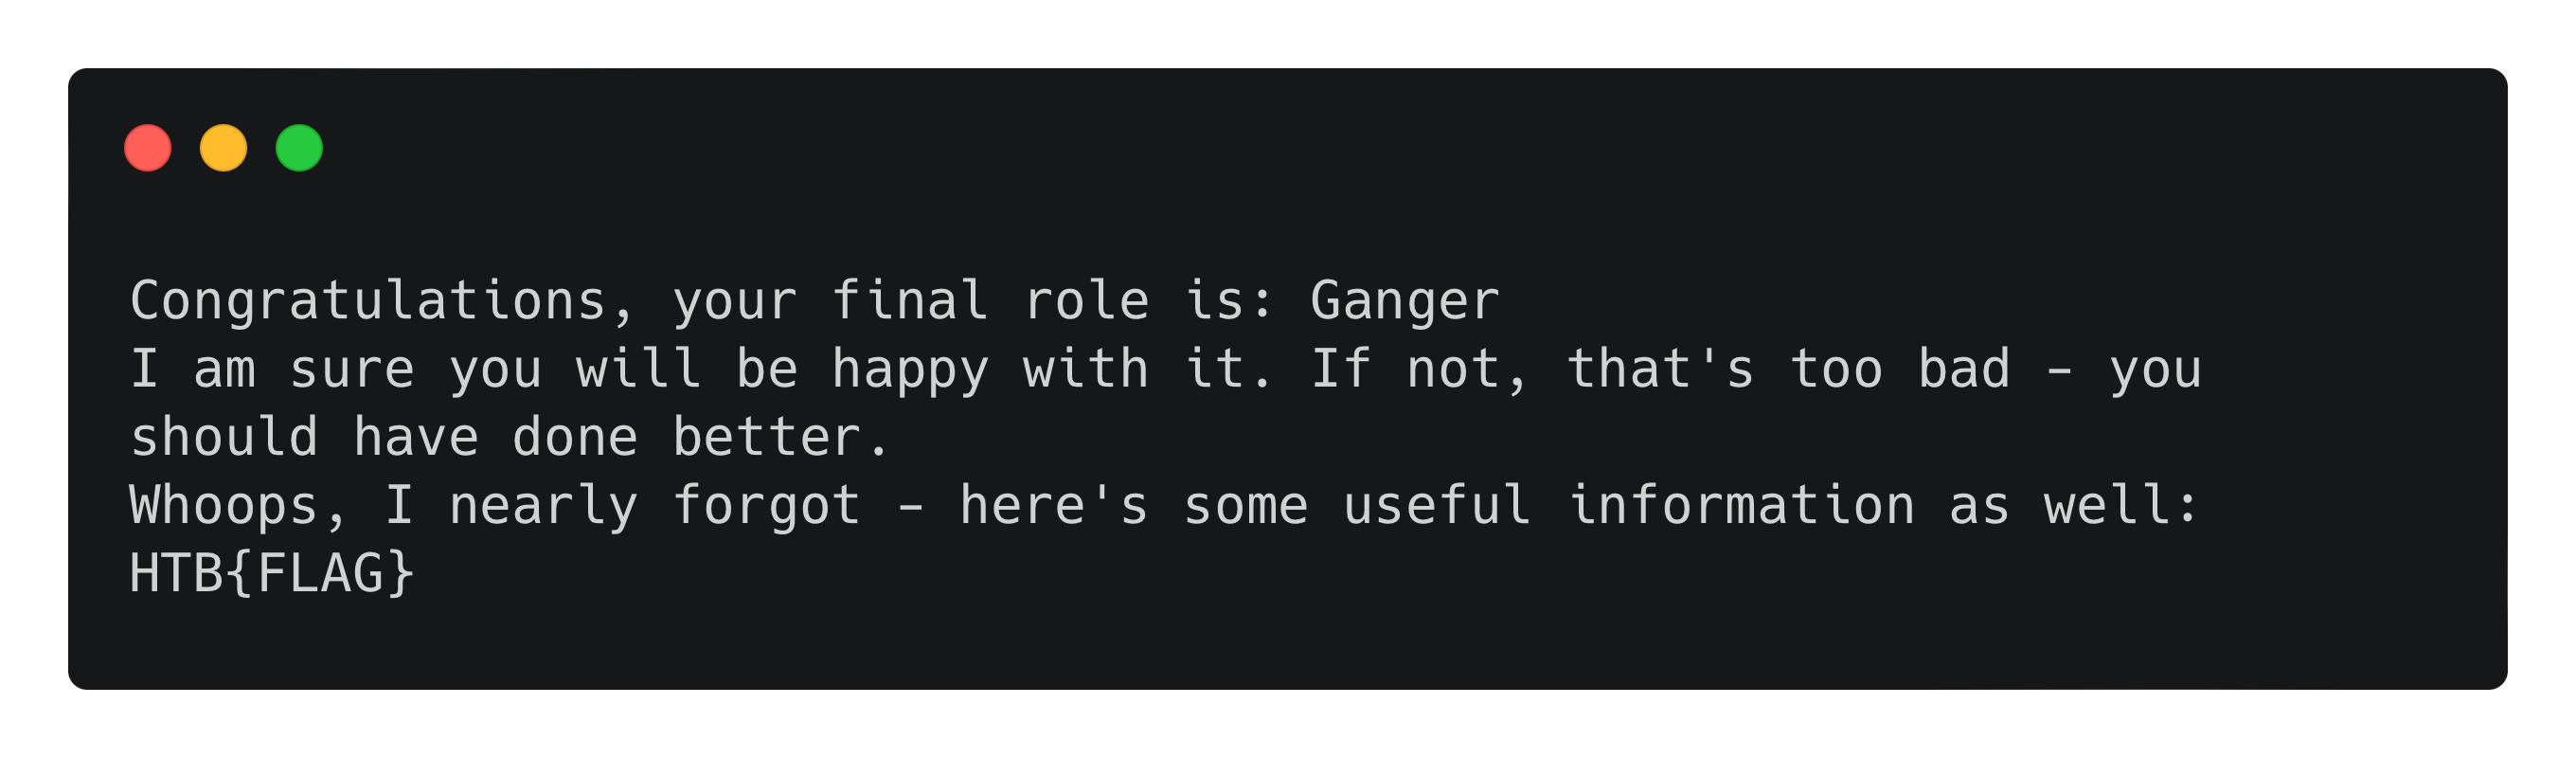 Congratulations, your final role is: Ganger
I am sure you will be happy with it. If not, that's too bad - you
should have done better.
Whoops, I nearly forgot - here's some useful information as well:
HTB{FLAG}